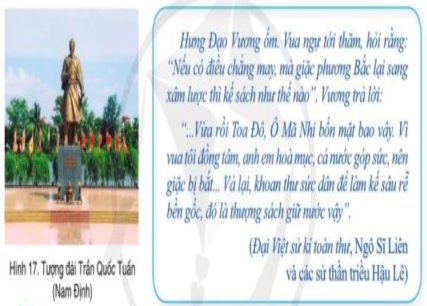 Hưng Đạo Vương ốm. Vua ngự tới thăm, hỏi rằng:
"Nếu có điều chẳng may, mà giặc phương Bắc lại sang
xâm lược thì kế sách như thế nào". Vương trả lời:
"...Vừa rồi Toa Đô, Ô Mã Nhi bốn mặt bao vây. Vì
vua tôi đồng tâm, anh em hoà mục, cả nước góp sức, nên
giặc bị bắt... Vả lại, khoan thư sức dân để làm kế sâu rễ
bền gốc, đó là thượng sách giữ nước vậy".
(Đại Việt sử kí toàn thư, Ngô Sĩ Liên
và các sử thần triều Hậu Lê)
Hình 17. Tượng đài Trần Quốc Tuấn
(Nam Định)